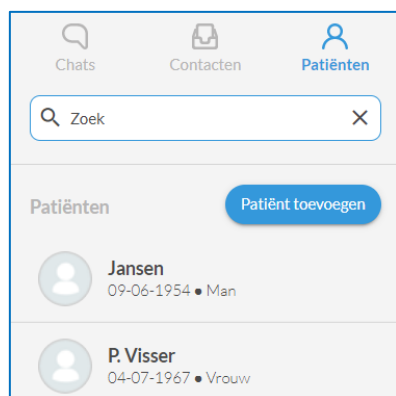 Chats Contacten Patiënten
Zoek
Patiënten Patiënt toevoegen
Jansen
09-06-1954 • Man
P. Visser
04-07-1967 • Vrouw